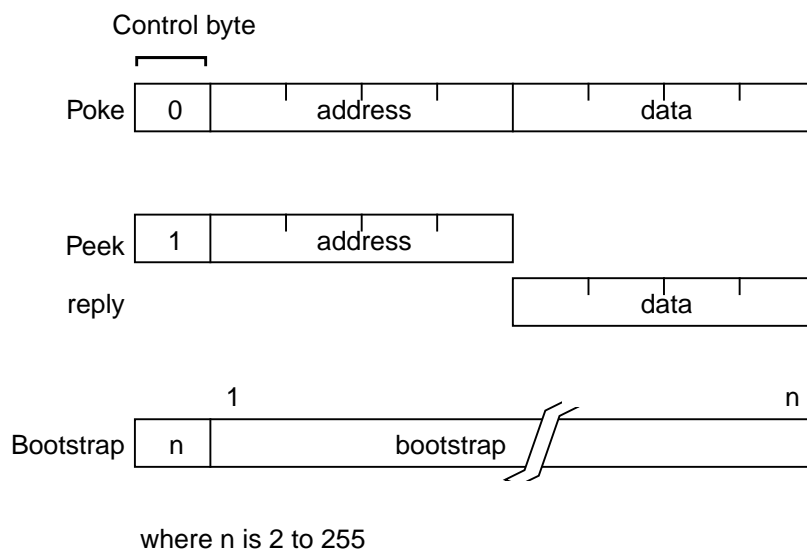 Control byte
Poke 0 address data
Peek 1 address
reply data
1 n
Bootstrap n bootstrap
where n is 2 to 255